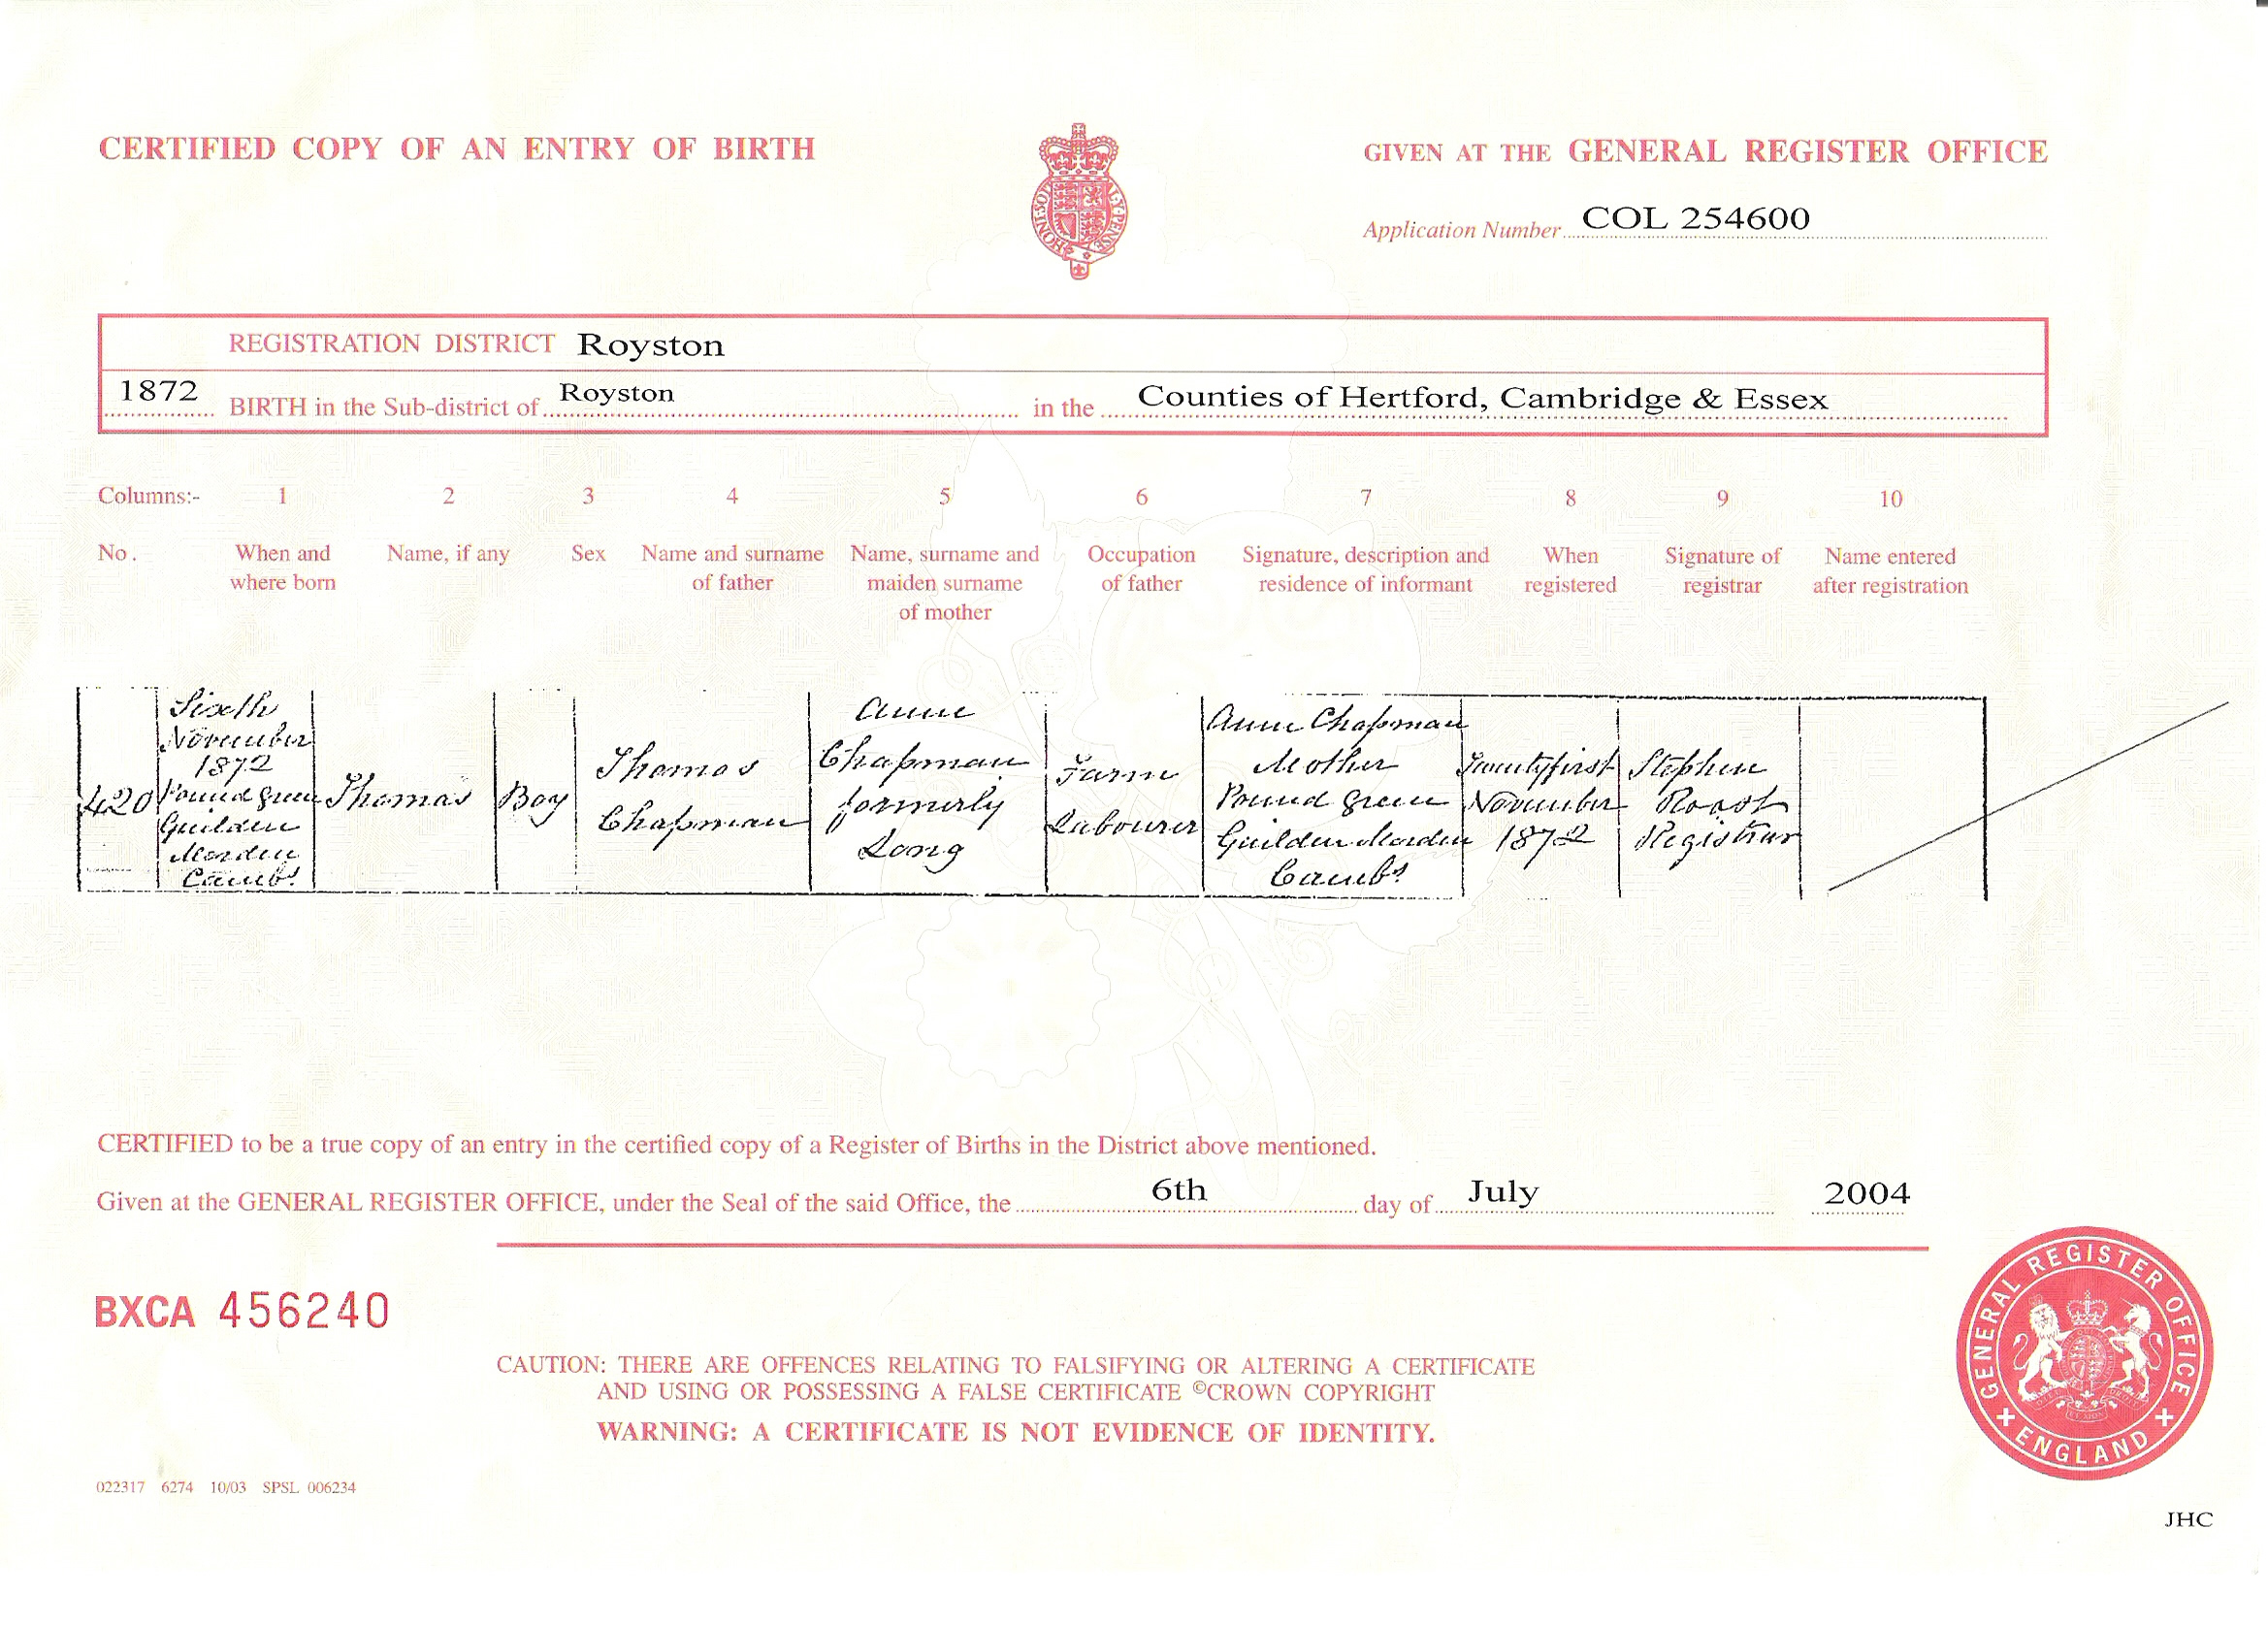 CERTIFIED COPY OF AN ENTRY OF BIRTH
HONI·SOIT
Y·PENSE
GIVEN AT THE GENERAL REGISTER OFFICE
Application Number COL 254600
REGISTRATION DISTRICT Royston
1872 BIRTH in the Sub-district of Royston in the Counties of Hertford, Cambridge & Essex
Columns:- 1 2 3 4 5 6 7 8 9 10
No. When and where born
Name, if any
Sex
Name and surname of father
Name, surname and maiden surname of mother
Occupation of father
Signature, description and residence of informant
When registered
Signature of registrar
Name entered after registration
420
Sixth
November
1872
Pound green
Guilden
Morden
Cambs
Thomas
Boy
Thomas
Chapman
Anne
Chapman
formerly
Long
Farm
Labourer
Anne Chapman
Mother
Pound green
Guilden Morden
Cambs
Twentyfirst
November
1872
Stephen
Registrar
CERTIFIED to be a true copy of an entry in the certified copy of a Register of Births in the District above mentioned.
Given at the GENERAL REGISTER OFFICE, under the Seal of the said Office, the 6th day of July 2004
BXCA 456240
CAUTION: THERE ARE OFFENCES RELATING TO FALSIFYING OR ALTERING A CERTIFICATE
AND USING OR POSSESSING A FALSE CERTIFICATE ©CROWN COPYRIGHT
WARNING: A CERTIFICATE IS NOT EVIDENCE OF IDENTITY.
GENERAL REGISTER OFFICE
ENGLAND
022317 6274 10/03 SPSL 006234
JHC